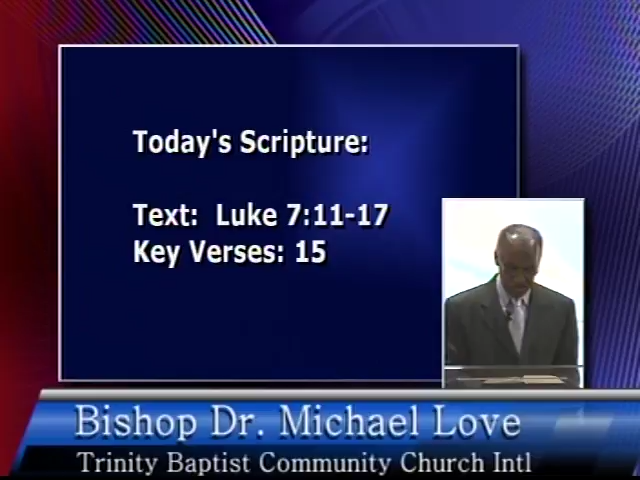 Today's Scripture:
Text: Luke 7:11-17
Key Verses: 15
Bishop Dr. Michael Love
Trinity Baptist Community Church Intl